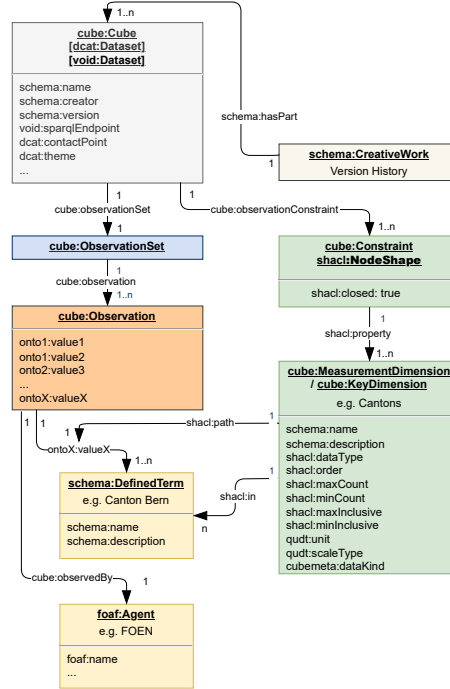 1..n
cube:Cube
[dcat:Dataset]
[void:Dataset]
schema:name
schema:creator
schema:version
void:sparqlEndpoint
dcat:contactPoint
dcat:theme
...
schema:hasPart
1
schema:CreativeWork
Version History
1
cube:observationSet
1
1
cube:observationConstraint
1..n
cube:ObservationSet
1
cube:observation
1..n
cube:Constraint
shacl:NodeShape
shacl:closed: true
1
shacl:property
1..n
cube:Observation
onto1:value1
onto1:value2
onto2:value3
...
ontoX:valueX
cube:MeasurementDimension
/ cube:KeyDimension
e.g. Cantons
schema:name
schema:description
shacl:dataType
shacl:order
shacl:maxCount
shacl:minCount
shacl:maxInclusive
shacl:minInclusive
qudt:unit
qudt:scaleType
cubemeta:dataKind
1
1
1
shacl:path
1
ontoX:valueX
1..n
schema:DefinedTerm
e.g. Canton Bern
schema:name
schema:description
1
shacl:in
n
cube:observedBy
1
foaf:Agent
e.g. FOEN
foaf:name
...